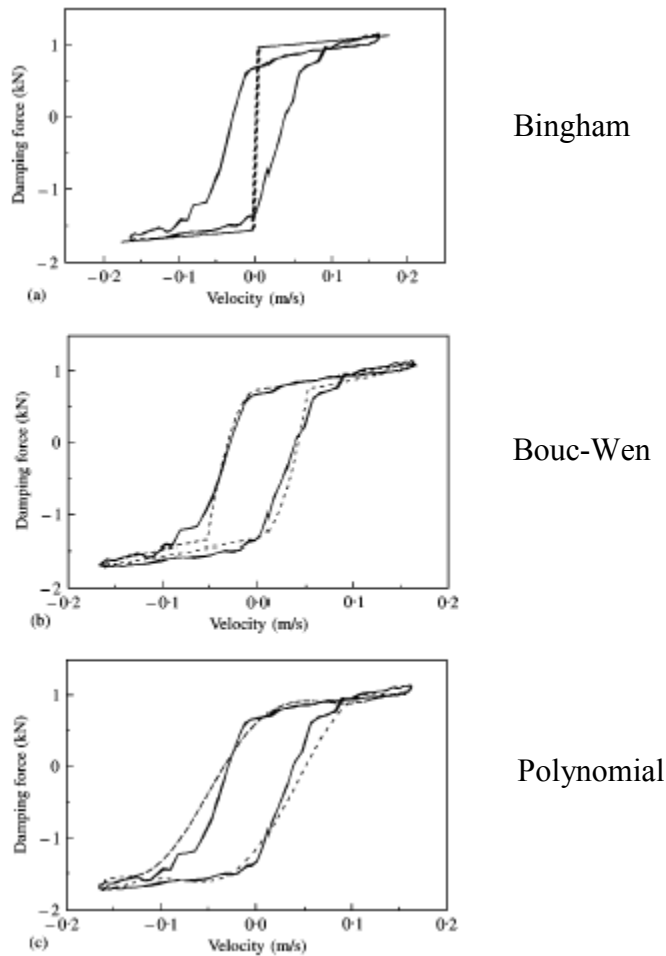 Damping force (kN)
1
0
−1
−2
−0·2
−0·1
0·0
0·1
0·2
(a)
Velocity (m/s)
Bingham
Damping force (kN)
1
0
−1
−2
−0·2
−0·1
0·0
0·1
0·2
(b)
Velocity (m/s)
Bouc-Wen
Damping force (kN)
1
0
−1
−2
−0·2
−0·1
0·0
0·1
0·2
(c)
Velocity (m/s)
Polynomial